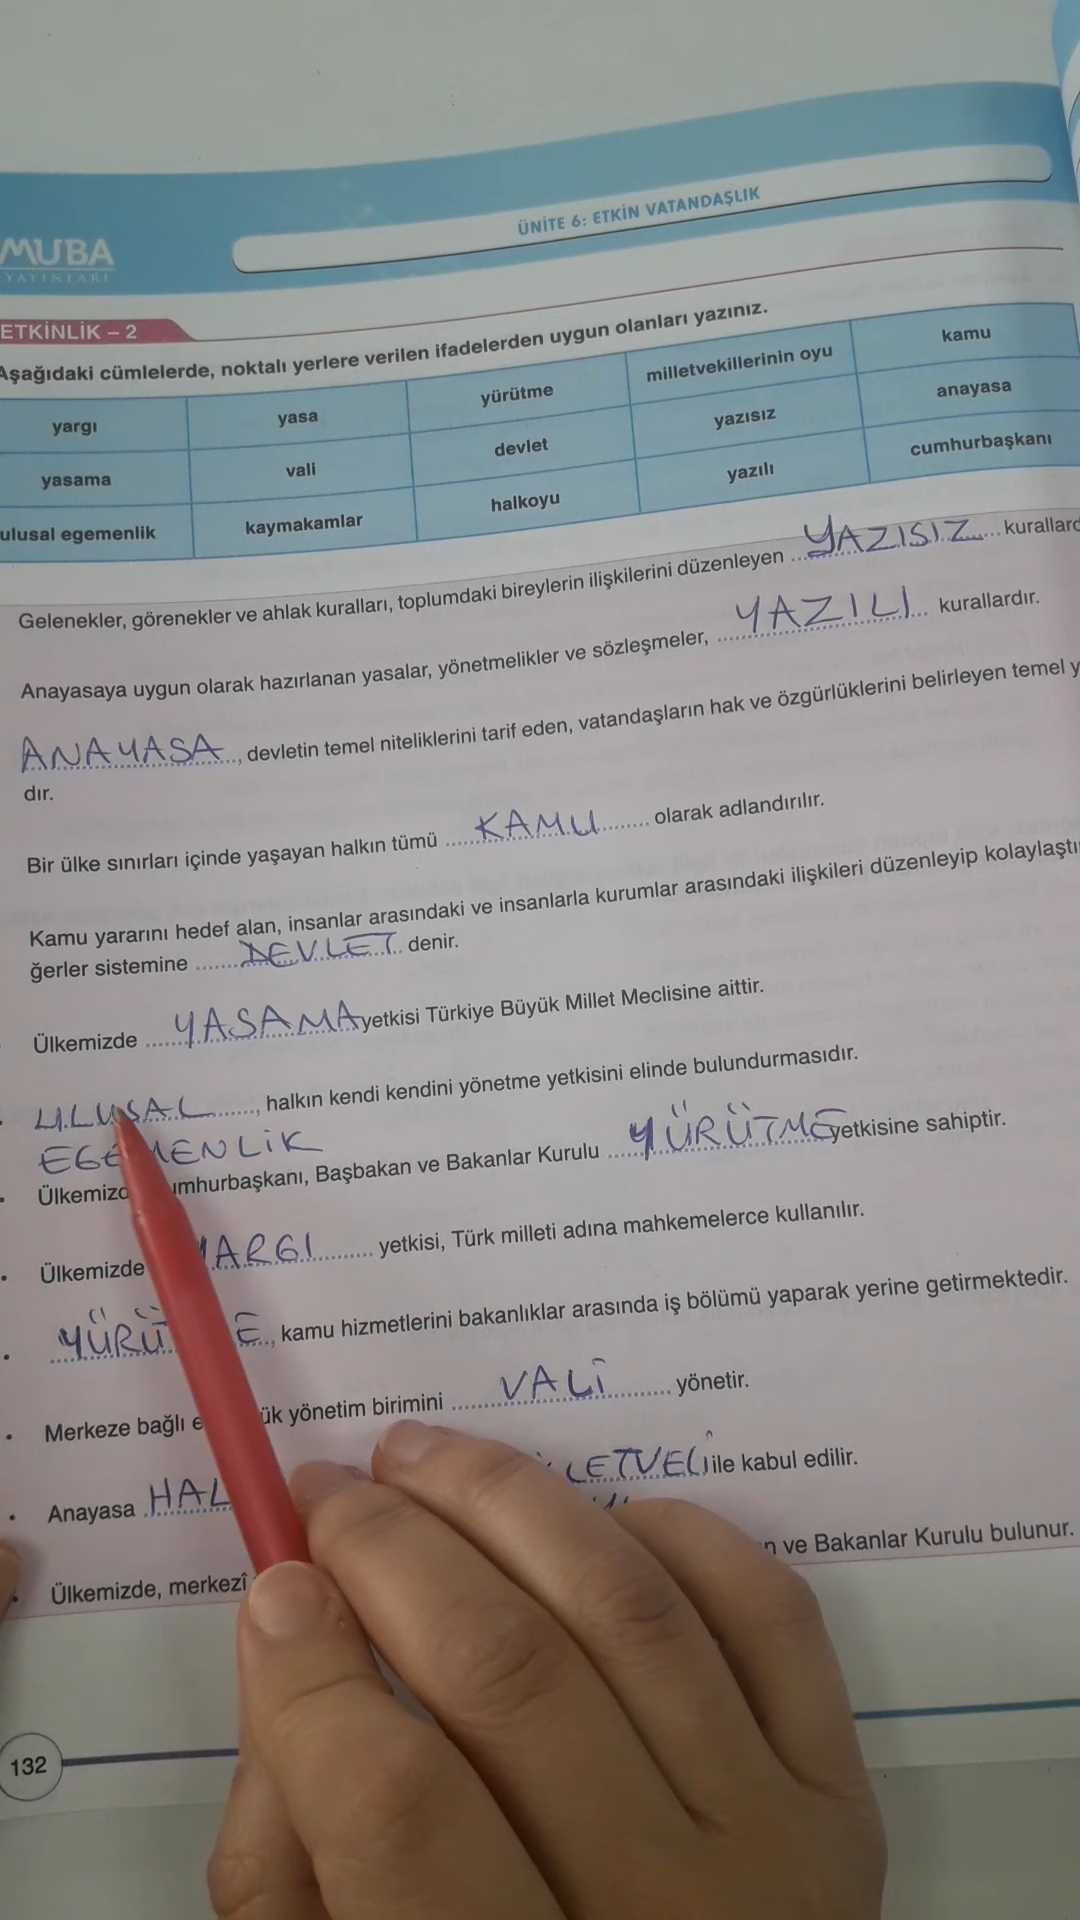 ÜNİTE 6: ETKİN VATANDAŞLIK
MUBA
YAYINLARI
ETKİNLİK – 2
Aşağıdaki cümlelerde, noktalı yerlere verilen ifadelerden uygun olanları yazınız.
yargı yasa yürütme milletvekillerinin oyu kamu
yasama vali devlet yazısız anayasa
ulusal egemenlik kaymakamlar halkoyu yazılı cumhurbaşkanı
Gelenekler, görenekler ve ahlak kuralları, toplumdaki bireylerin ilişkilerini düzenleyen YAZISIZ kurallard
Anayasaya uygun olarak hazırlanan yasalar, yönetmelikler ve sözleşmeler, YAZILI kurallardır.
ANAYASA, devletin temel niteliklerini tarif eden, vatandaşların hak ve özgürlüklerini belirleyen temel y
dır.
Bir ülke sınırları içinde yaşayan halkın tümü KAMU olarak adlandırılır.
Kamu yararını hedef alan, insanlar arasındaki ve insanlarla kurumlar arasındaki ilişkileri düzenleyip kolaylaştı
ğerler sistemine DEVLET denir.
Ülkemizde YASAMA yetkisi Türkiye Büyük Millet Meclisine aittir.
ULUSAL, halkın kendi kendini yönetme yetkisini elinde bulundurmasıdır.
EGEMENLİK
Ülkemizd mhurbaşkanı, Başbakan ve Bakanlar Kurulu YÜRÜTME yetkisine sahiptir.
Ülkemizde YARGI yetkisi, Türk milleti adına mahkemelerce kullanılır.
YÜRÜ E, kamu hizmetlerini bakanlıklar arasında iş bölümü yaparak yerine getirmektedir.
Merkeze bağlı e ük yönetim birimini VALİ yönetir.
Anayasa HAL LETVEKİ ile kabul edilir.
Ülkemizde, merkezî n ve Bakanlar Kurulu bulunur.
132